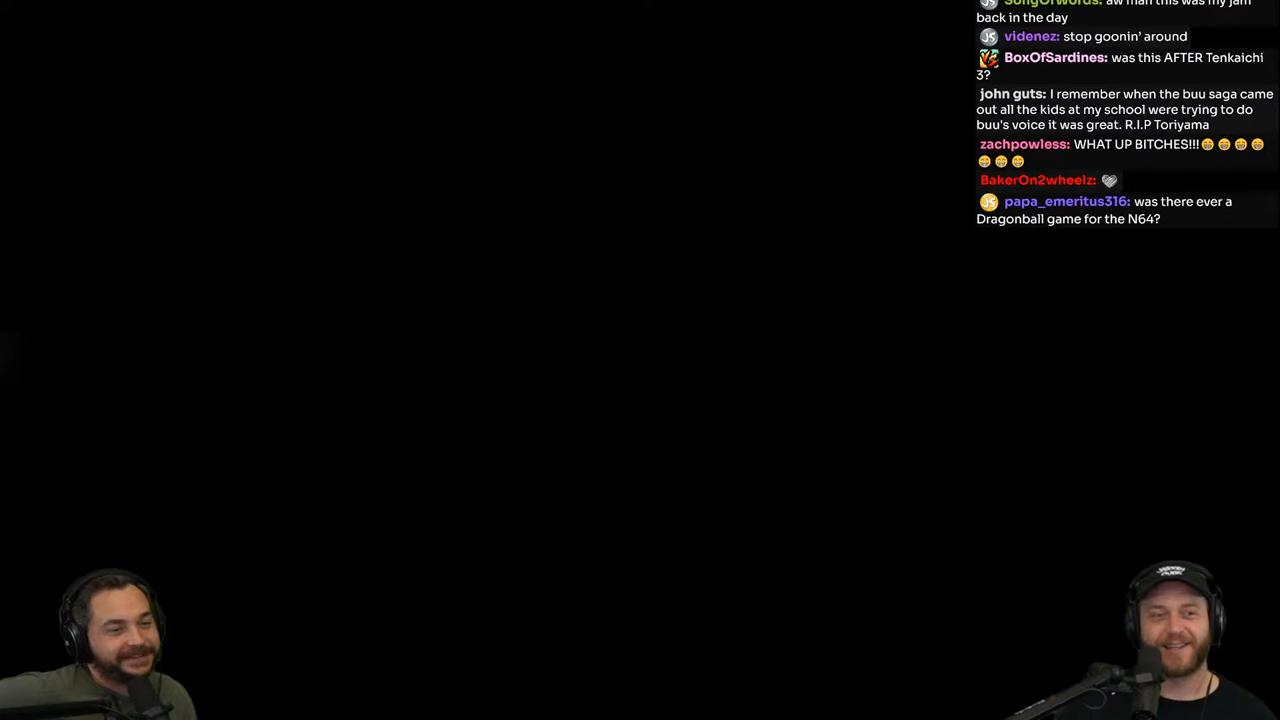 SongOfWords: aw man this was my jam
back in the day
videnez: stop goonin’ around
BoxOfSardines: was this AFTER Tenkaichi
3?
john guts: I remember when the buu saga came
out all the kids at my school were trying to do
buu's voice it was great. R.I.P Toriyama
zachpowless: WHAT UP BITCHES!!!😁😁😁😁
😁😁😁
BakerOn2wheelz:
papa_emeritus316: was there ever a
Dragonball game for the N64?